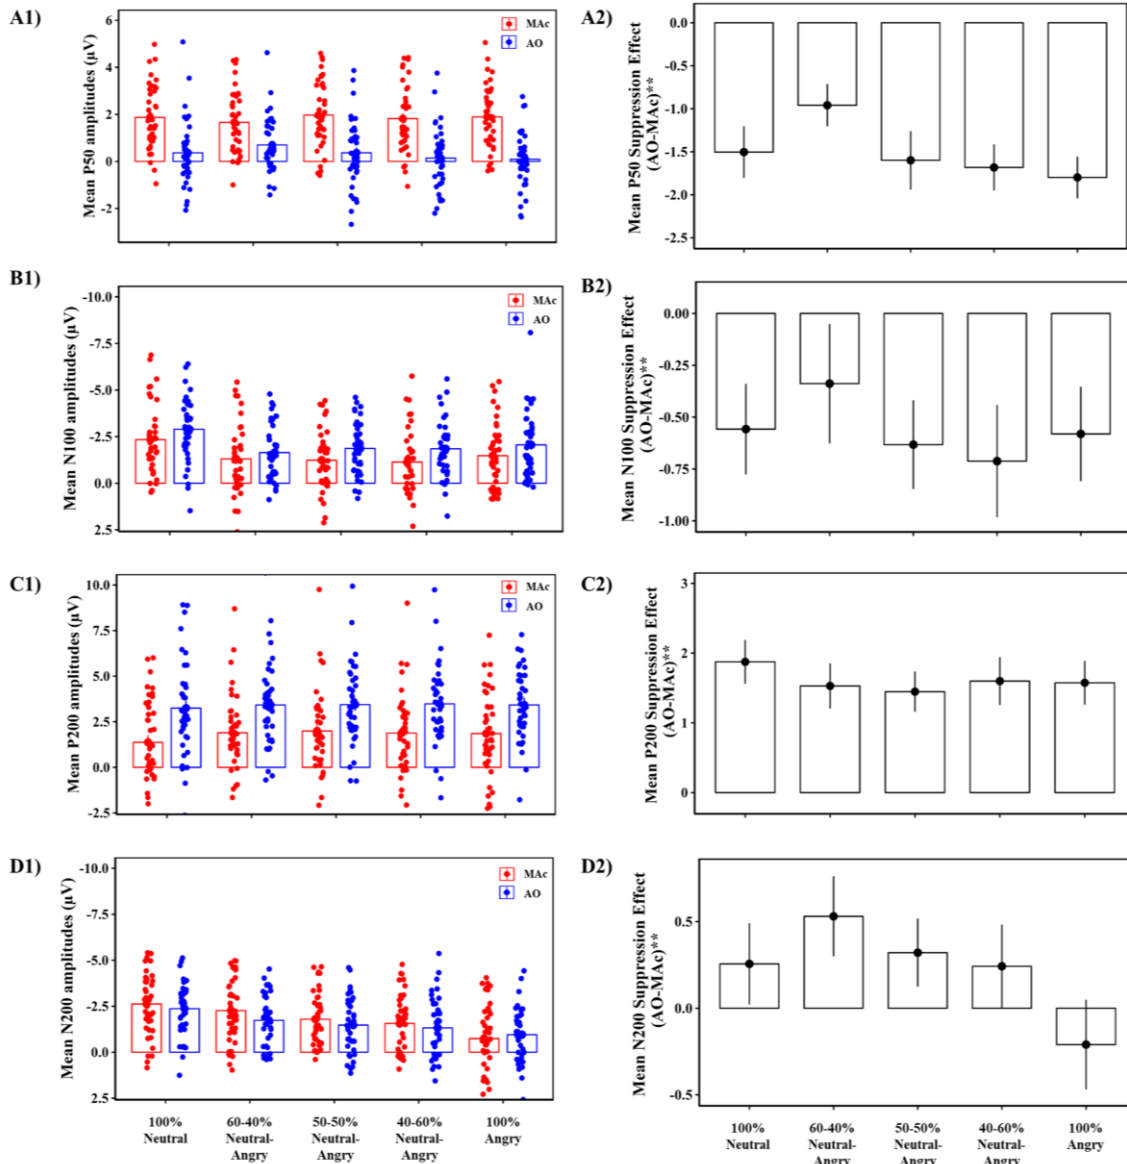 A1)
Mean P50 amplitudes (µV)
6
4
2
0
-2
MAc
AO
A2)
Mean P50 Suppression Effect
(AO-MAc)**
0.0
-0.5
-1.0
-1.5
-2.0
-2.5
B1)
Mean N100 amplitudes (µV)
-10.0
-7.5
-5.0
-2.5
0.0
2.5
MAc
AO
B2)
Mean N100 Suppression Effect
(AO-MAc)**
0.00
-0.25
-0.50
-0.75
-1.00
C1)
Mean P200 amplitudes (µV)
10.0
7.5
5.0
2.5
0.0
-2.5
MAc
AO
C2)
Mean P200 Suppression Effect
(AO-MAc)**
3
2
1
0
D1)
Mean N200 amplitudes (µV)
-10.0
-7.5
-5.0
-2.5
0.0
2.5
MAc
AO
100%
Neutral
60-40%
Neutral-
Angry
50-50%
Neutral-
Angry
40-60%
Neutral-
Angry
100%
Angry
D2)
Mean N200 Suppression Effect
(AO-MAc)**
0.5
0.0
-0.5
100%
Neutral
60-40%
Neutral-
Angry
50-50%
Neutral-
Angry
40-60%
Neutral-
Angry
100%
Angry